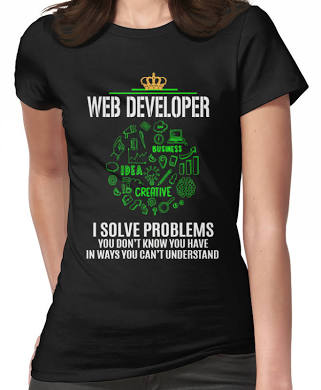 WEB DEVELOPER
BUSINESS
IDEA
CREATIVE
I SOLVE PROBLEMS
YOU DON'T KNOW YOU HAVE
IN WAYS YOU CAN'T UNDERSTAND